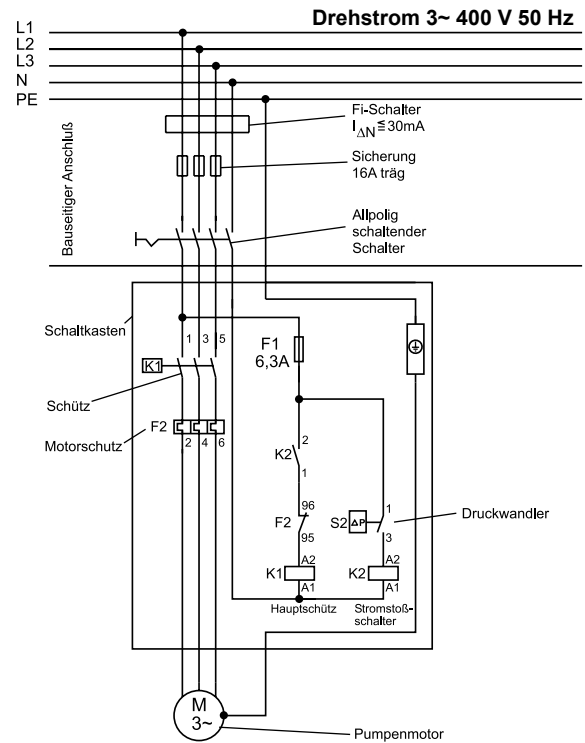 Drehstrom 3~ 400 V 50 Hz
L1
L2
L3
N
PE
Bauseitiger Anschluß
Fi-Schalter
IΔN ≦ 30mA
Sicherung
16A träg
Allpolig
schaltender
Schalter
Schaltkasten
1 3 5
F1
6,3A
K1
Schütz
F2
2 4 6
Motorschutz
2
K2
1
96
F2
95
S2 ΔP
1
3
Druckwandler
A2
K1
A1
A2
K2
A1
Hauptschütz
Stromstoß-
schalter
M
3~
Pumpenmotor